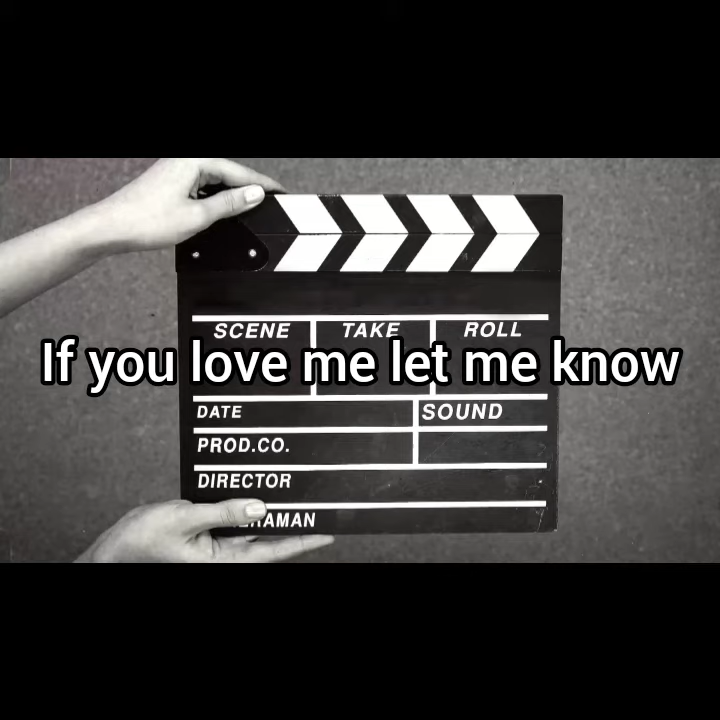 SCENE TAKE ROLL
If you love me let me know
DATE SOUND
PROD.CO.
DIRECTOR